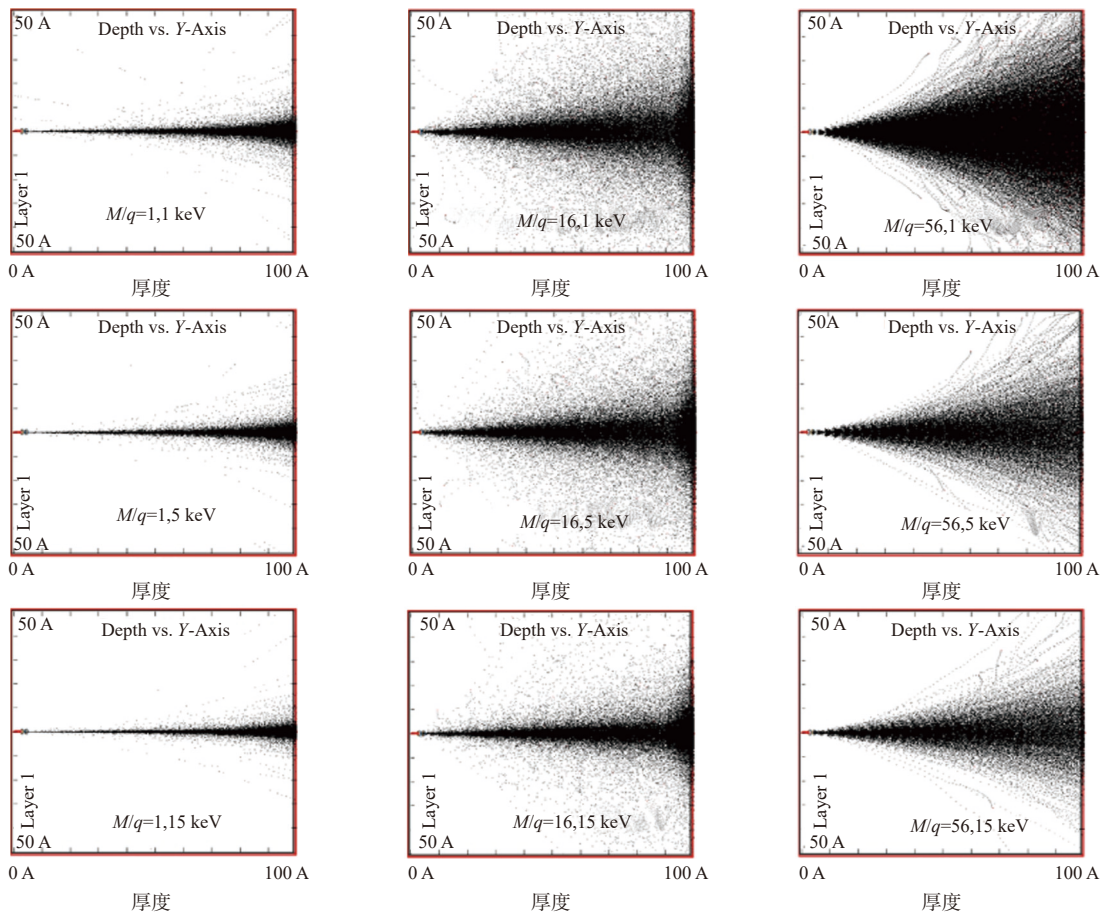 50 A
Depth vs. Y-Axis
Layer 1
M/q=1,1 keV
50 A
0 A
100 A
厚度
50 A
Depth vs. Y-Axis
Layer 1
M/q=16,1 keV
50 A
0 A
100 A
厚度
50A
Depth vs. Y-Axis
Layer 1
M/q=56,1 keV
50 A
0 A
100 A
厚度
50 A
Depth vs. Y-Axis
Layer 1
M/q=1,5 keV
50 A
0 A
100 A
厚度
50 A
Depth vs. Y-Axis
Layer 1
M/q=16,5 keV
50 A
0 A
100 A
厚度
50A
Depth vs. Y-Axis
Layer 1
M/q=56,5 keV
50 A
0 A
100 A
厚度
50 A
Depth vs. Y-Axis
Layer 1
M/q=1,15 keV
50 A
0 A
100 A
厚度
50 A
Depth vs. Y-Axis
Layer 1
M/q=16,15 keV
50 A
0 A
100 A
厚度
50 A
Depth vs. Y-Axis
Layer 1
M/q=56,15 keV
50 A
0 A
100 A
厚度